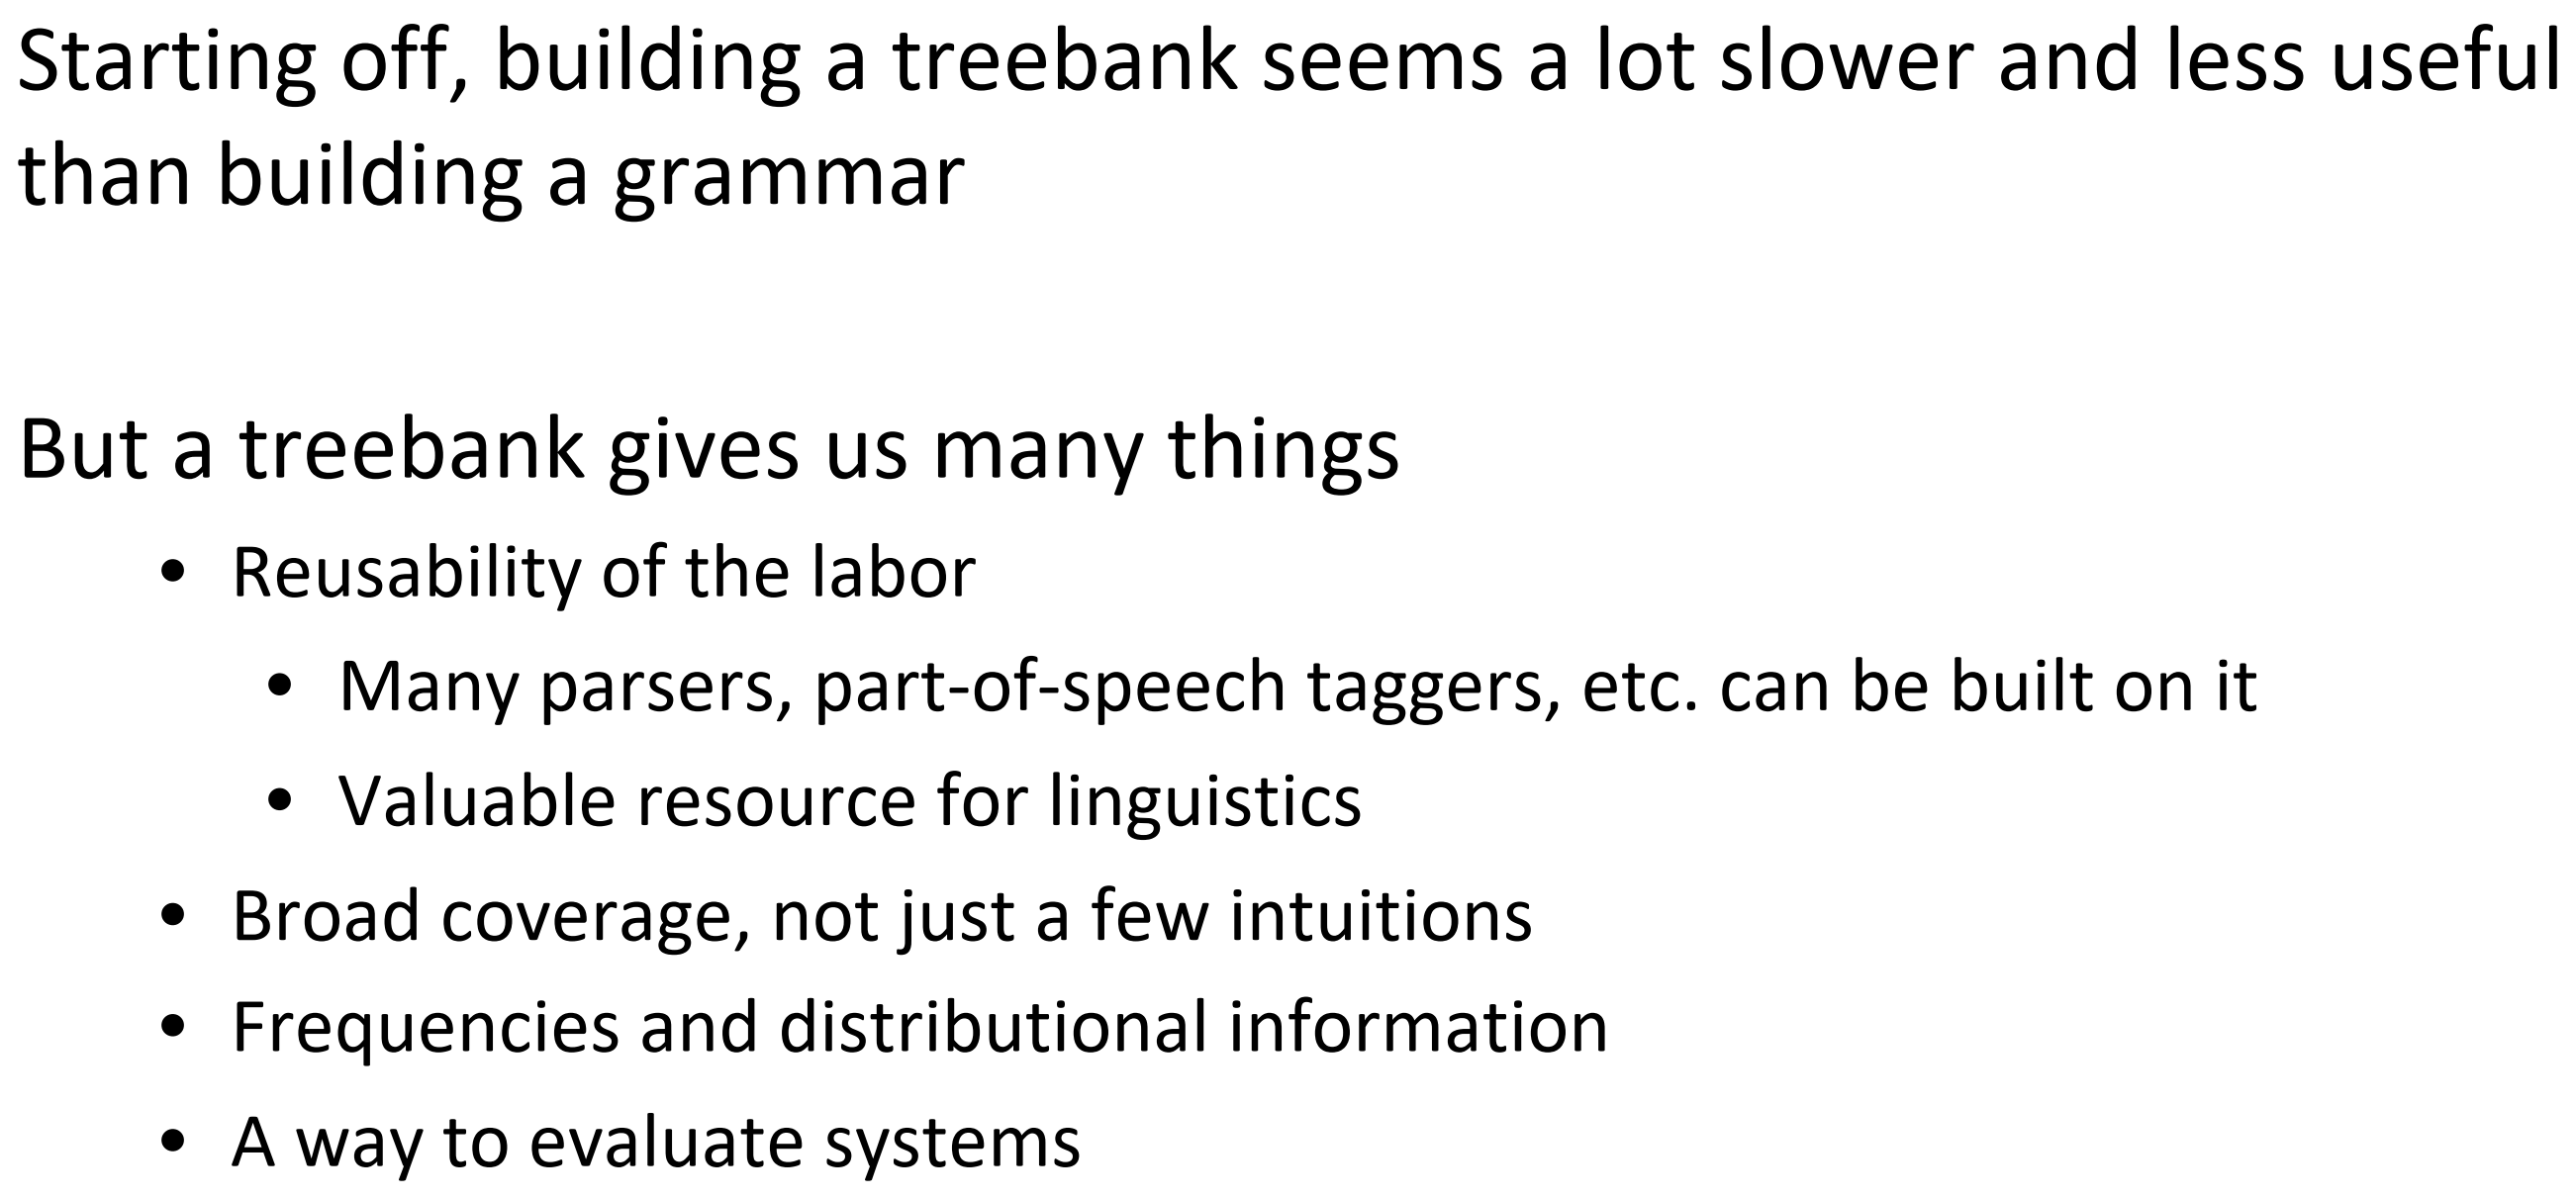 Starting off, building a treebank seems a lot slower and less useful
than building a grammar
But a treebank gives us many things
• Reusability of the labor
• Many parsers, part-of-speech taggers, etc. can be built on it
• Valuable resource for linguistics
• Broad coverage, not just a few intuitions
• Frequencies and distributional information
• A way to evaluate systems